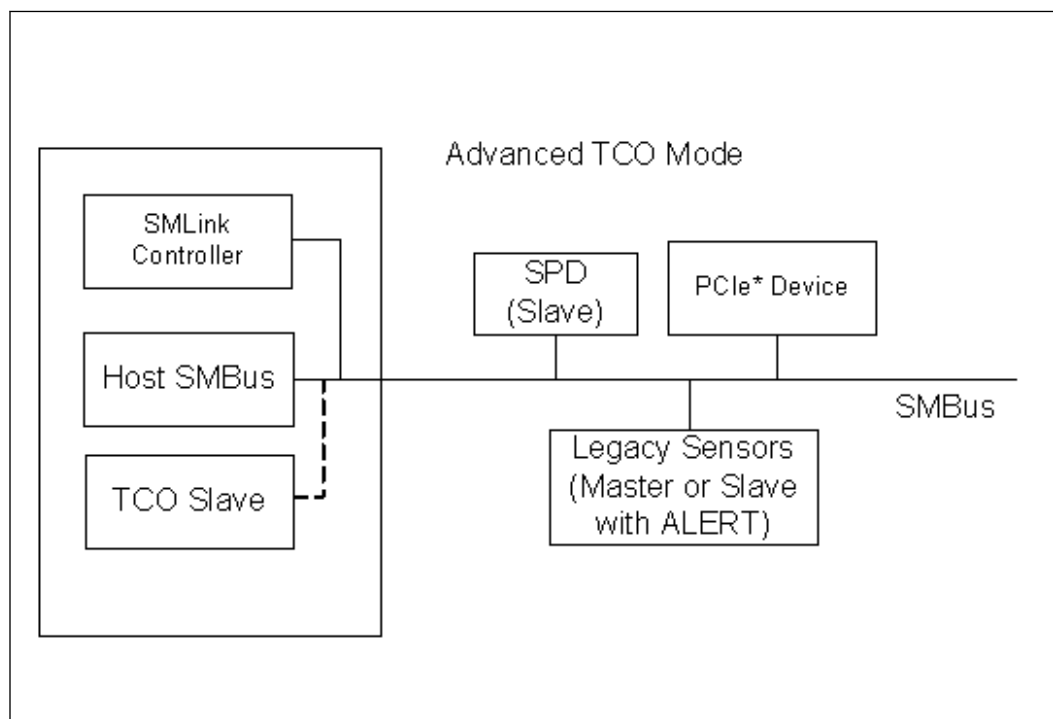 Advanced TCO Mode
SMLink
Controller
SPD
(Slave)
PCIe* Device
Host SMBus
SMBus
TCO Slave
Legacy Sensors
(Master or Slave
with ALERT)